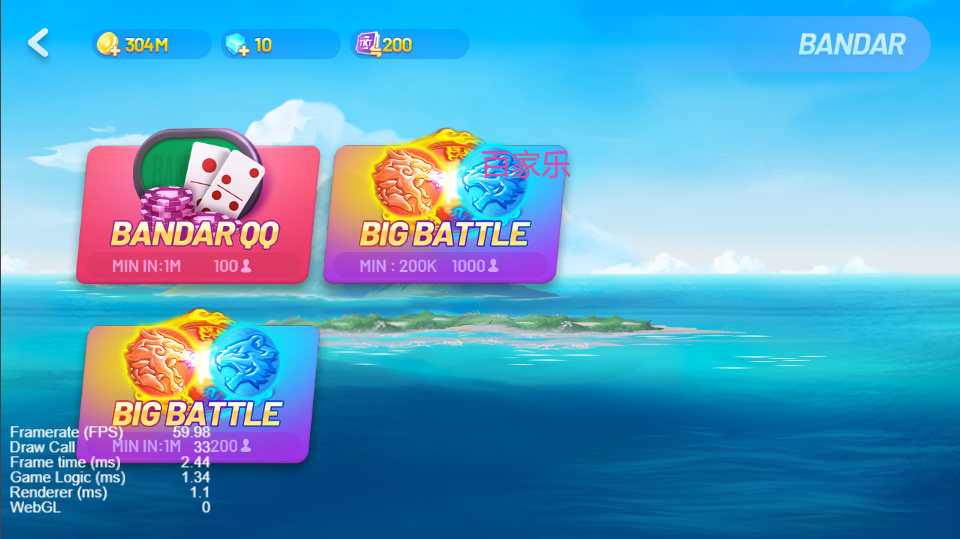 304M
10
TKT
200
BANDAR
百家乐
BANDAR QQ
MIN IN:1M 100
BIG BATTLE
MIN : 200K 1000
BIG BATTLE
MIN IN:1M 200
Framerate (FPS) 59.98
Draw Call 33
Frame time (ms) 2.44
Game Logic (ms) 1.34
Renderer (ms) 1.1
WebGL 0